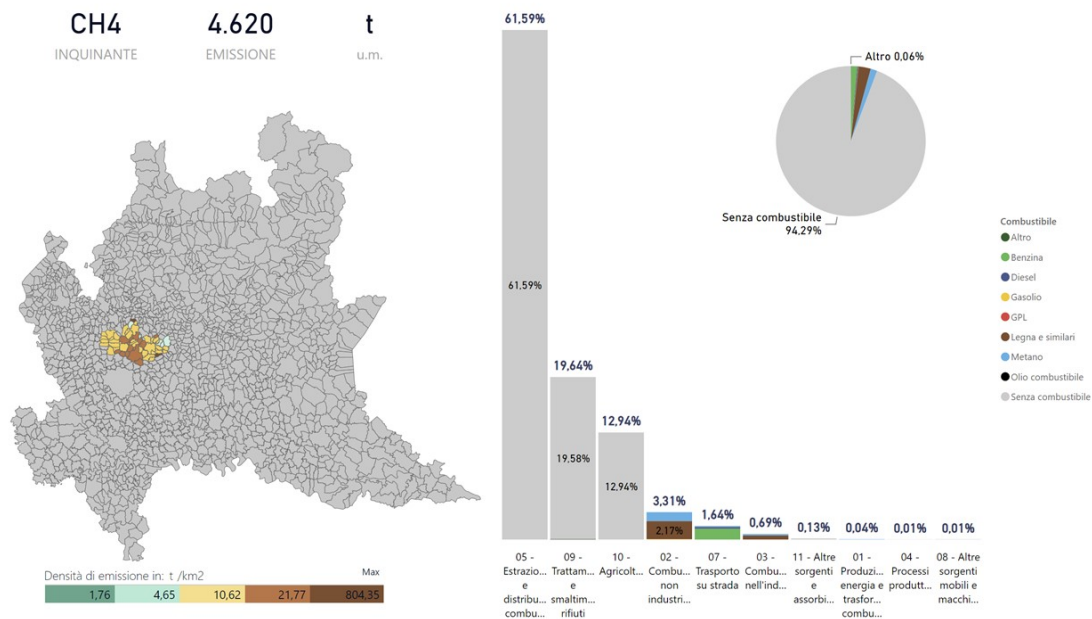 CH4
4.620
t
INQUINANTE
EMISSIONE
u.m.
61,59%
61,59%
19,64%
19,58%
12,94%
12,94%
3,31%
2.17%
1,64%
0,69%
0,13%
0,04%
0,01%
0,01%
05 -
Estrazio...
e
distribu...
combu...
09 -
Trattam...
e
smaltim...
rifiuti
10 -
Agricolt...
02 -
Combu...
non
industri...
07 -
Trasporto
su strada
03 -
Combu...
nell'ind...
11 - Altre
sorgenti
e
assorbi...
01 -
Produzi...
energia e
trasfor...
combu...
04 -
Processi
produtt...
08 - Altre
sorgenti
mobili e
macchi...
Altro 0,06%
Senza combustibile
94,29%
Combustibile
Altro
Benzina
Diesel
Gasolio
GPL
Legna e similari
Metano
Olio combustibile
Senza combustibile
Densità di emissione in: t /km2
Max
1,76
4,65
10,62
21,77
804,35